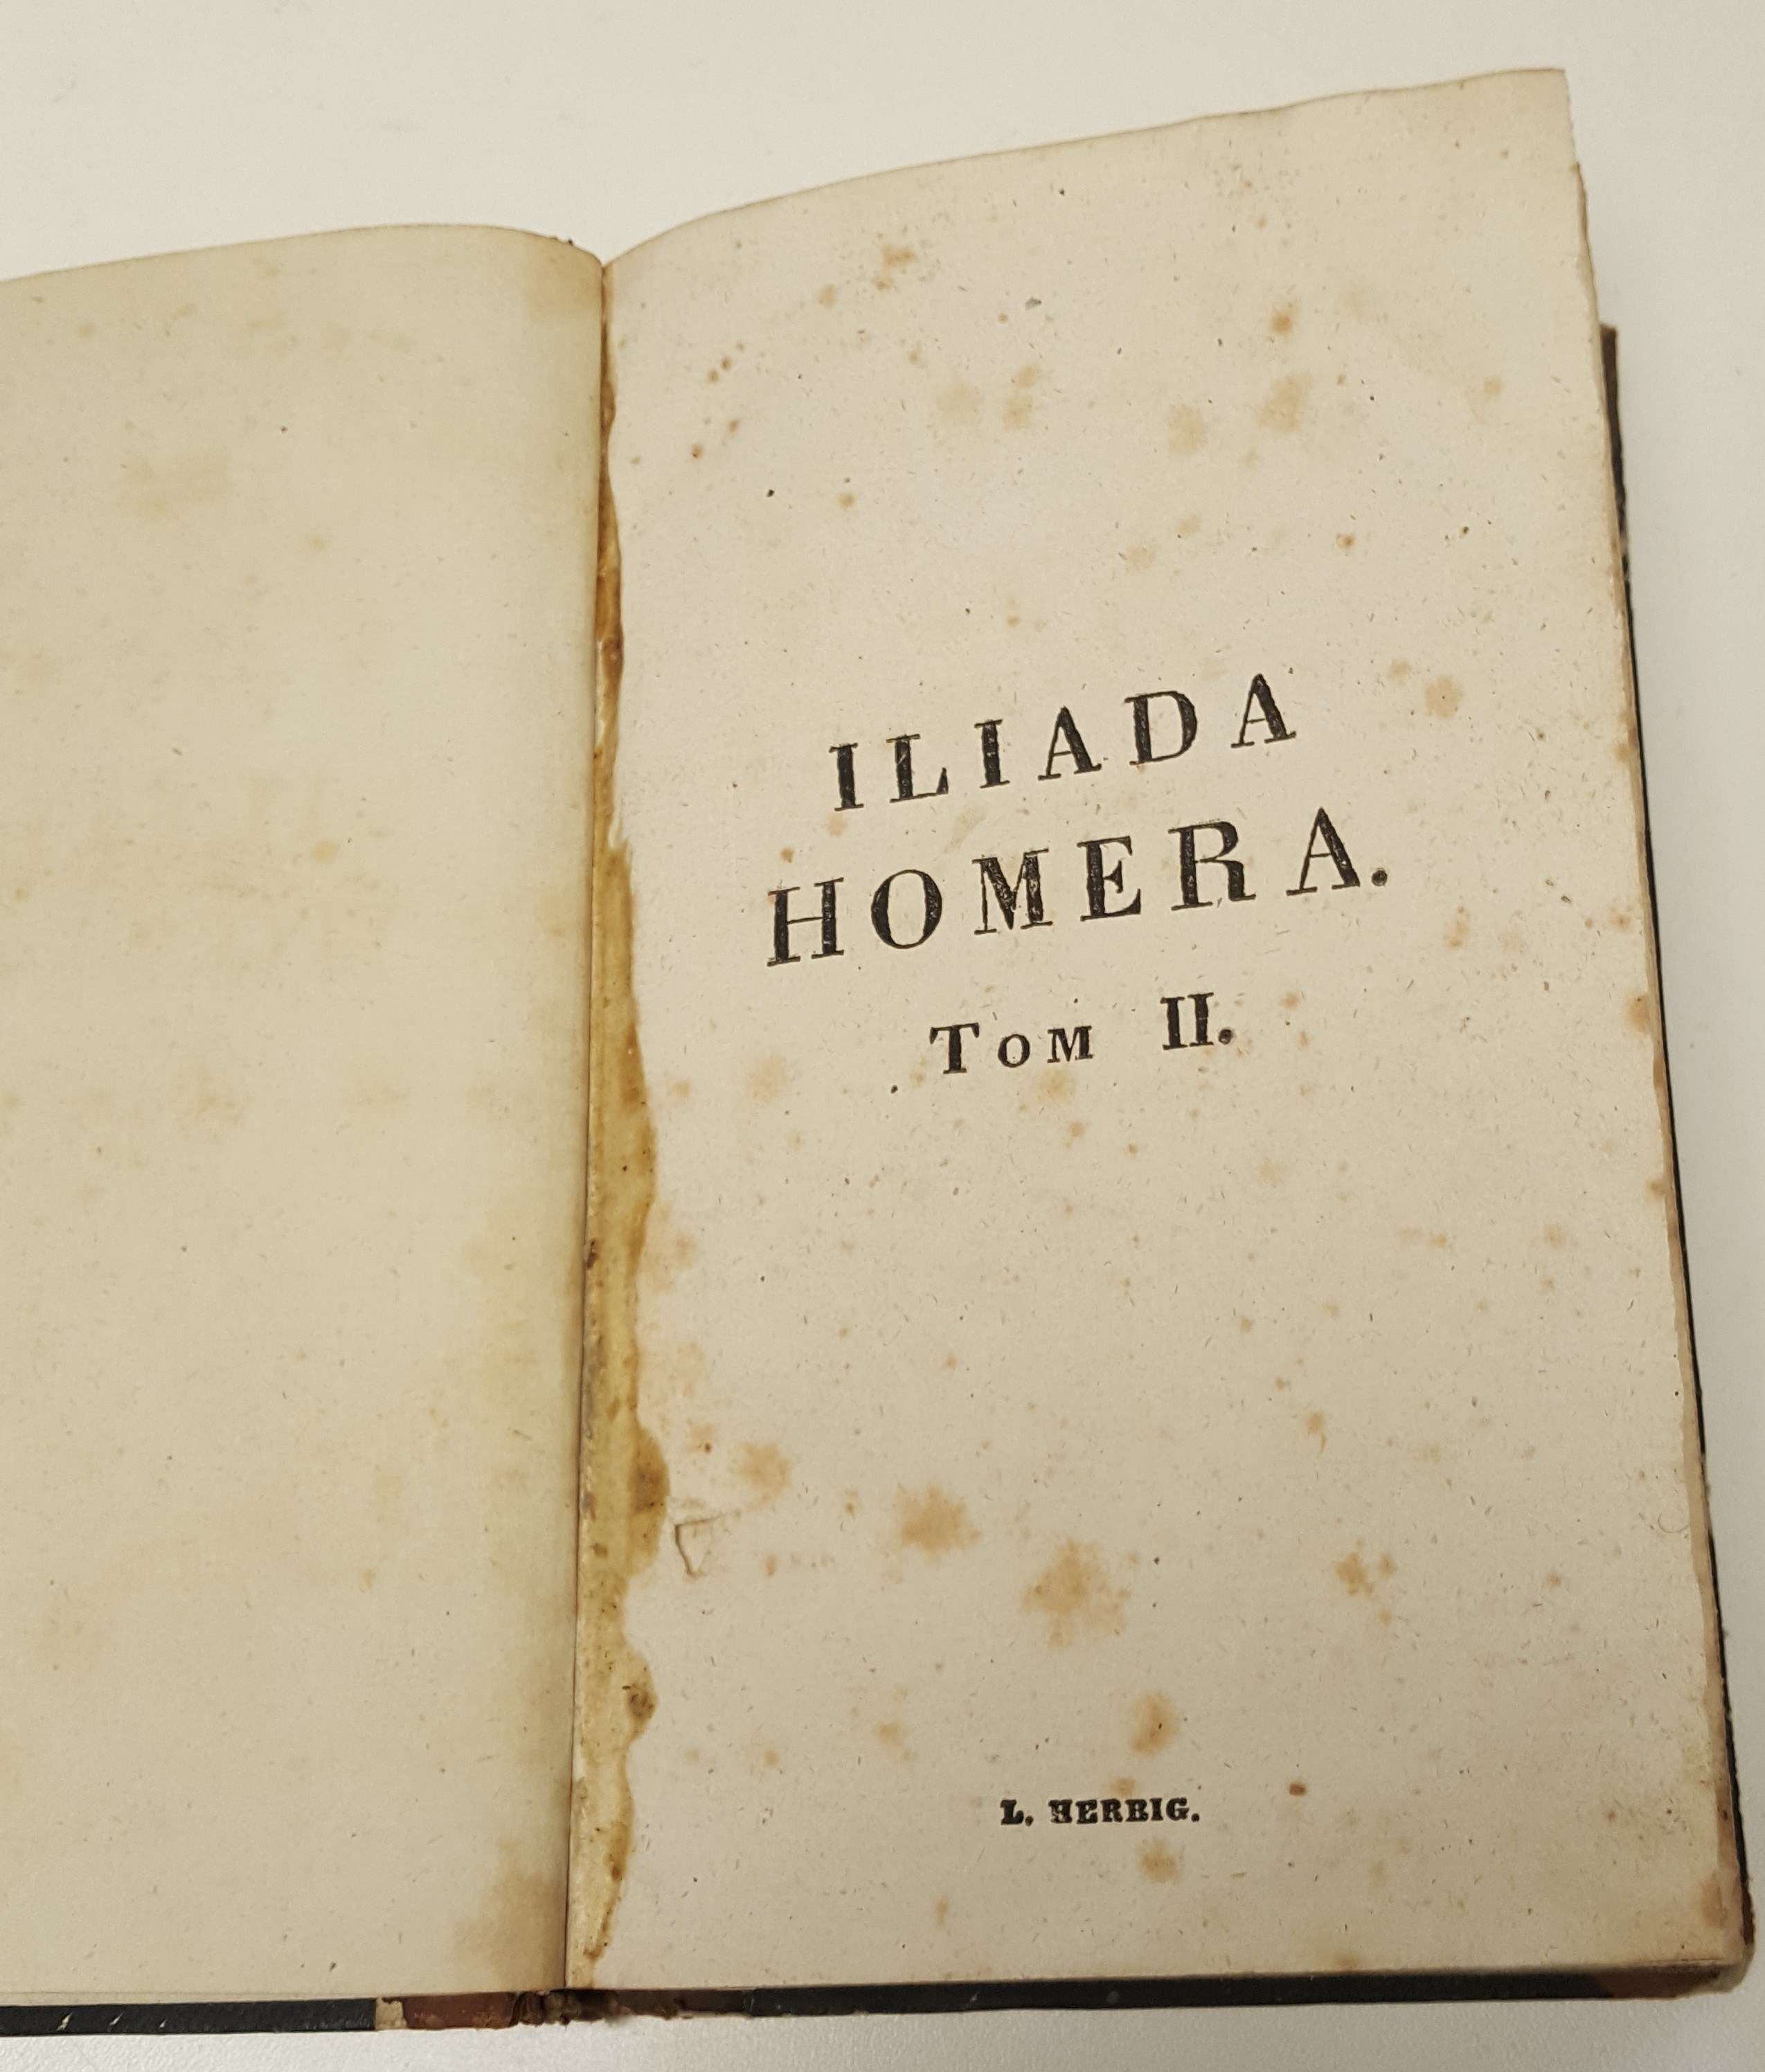 ILIADA
HOMERA.
TOM II.
L. HERBIG.